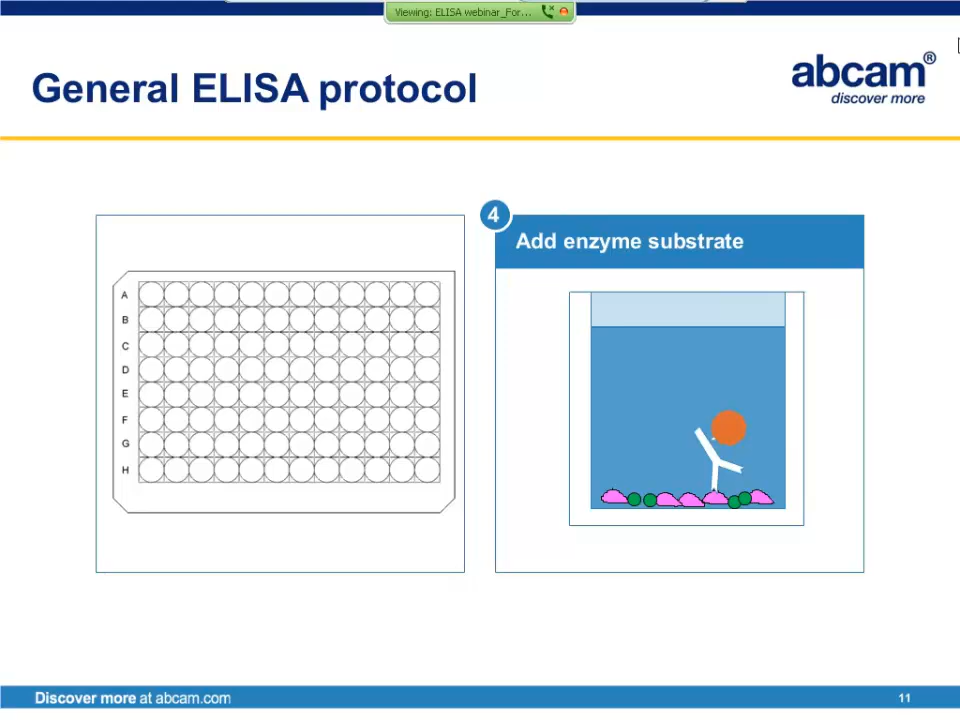 Viewing: ELISA webinar_For...
General ELISA protocol
abcam®
discover more
4
Add enzyme substrate
A
B
C
D
E
F
G
H
Discover more at abcam.com
11